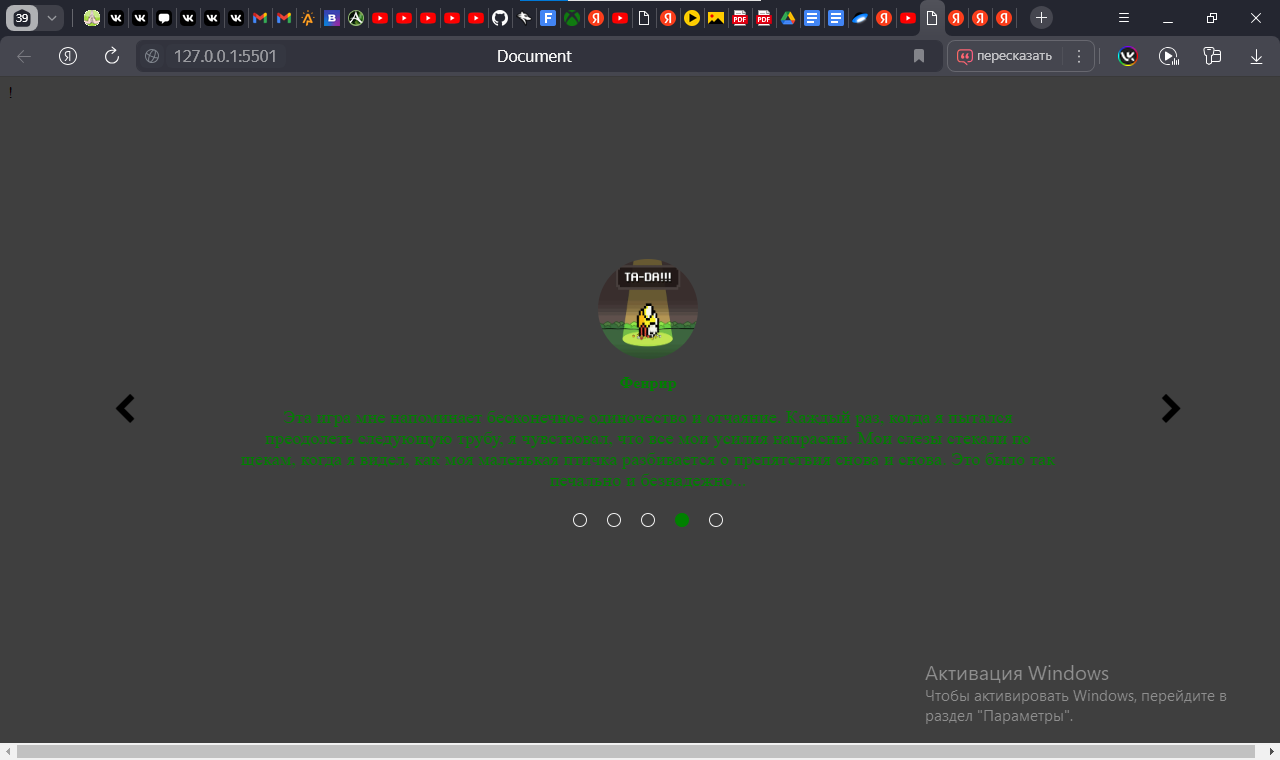 39
127.0.0.1:5501
Document
пересказать
!
TA-DA!!!
Фенрир
Эта игра мне напоминает бесконечное одиночество и отчаяние. Каждый раз, когда я пытался
преодолеть следующую трубу, я чувствовал, что все мои усилия напрасны. Мои слезы стекали по
щекам, когда я видел, как моя маленькая птичка разбивается о препятствия снова и снова. Это было так
печально и безнадежно...
Активация Windows
Чтобы активировать Windows, перейдите в
раздел "Параметры".